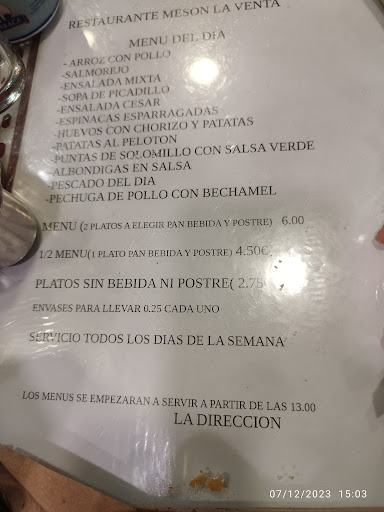 RESTAURANTE MESON LA VENTA
MENU DEL DIA
- ARROZ CON POLLO
-SALMOREJO
-ENSALADA MIXTA
-SOPA DE PICADILLO
-ENSALADA CESAR
-ESPINACAS ESPARRAGADAS
-HUEVOS CON CHORIZO Y PATATAS
-PATATAS AL PELOTON
-PUNTAS DE SOLOMILLO CON SALSA VERDE
-ALBONDIGAS EN SALSA
-PESCADO DEL DIA
-PECHUGA DE POLLO CON BECHAMEL
MENU (2 PLATOS A ELEGIR PAN BEBIDA Y POSTRE) 6.00
1/2 MENU(1 PLATO PAN BEBIDA Y POSTRE) 4.50€
PLATOS SIN BEBIDA NI POSTRE( 2.75
ENVASES PARA LLEVAR 0.25 CADA UNO
SERVICIO TODOS LOS DIAS DE LA SEMANA
LOS MENUS SE EMPEZARAN A SERVIR A PARTIR DE LAS 13.00
LA DIRECCION
07/12/2023 15:03